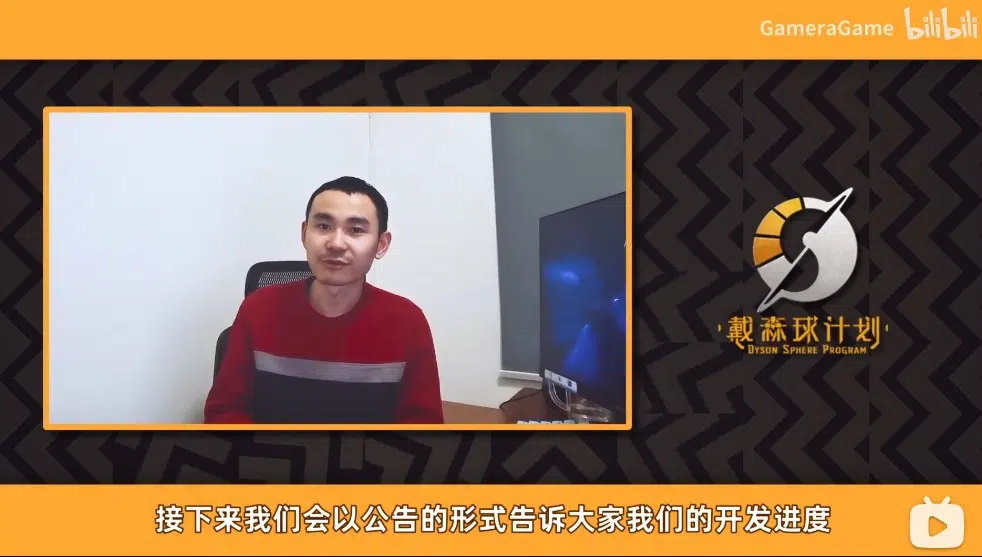 GameraGame bilibili
戴森球计划
DYSON SPHERE PROGRAM
接下来我们会以公告的形式告诉大家我们的开发进度